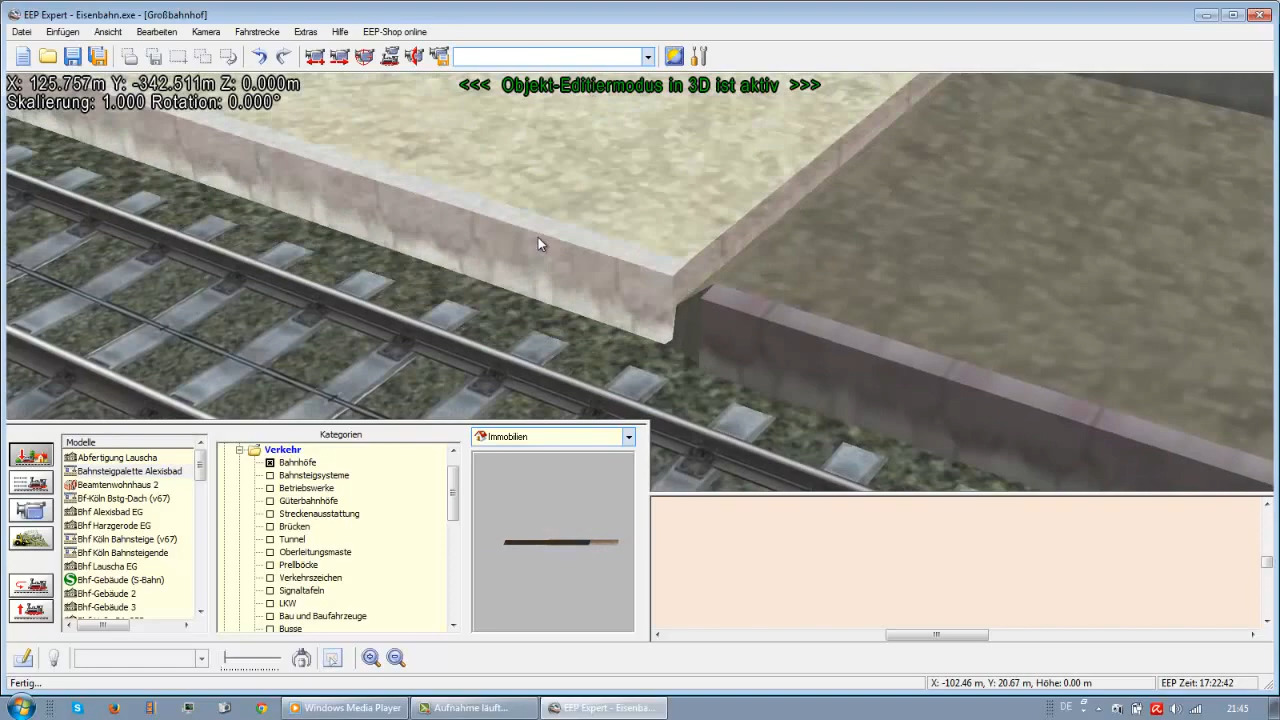 EEP Expert - Eisenbahn.exe - [Großbahnhof]
Datei Einfügen Ansicht Bearbeiten Kamera Fahrstrecke Extras Hilfe EEP-Shop online
X: 125.757m Y: -342.511m Z: 0.000m
<<< Objekt-Editiermodus in 3D ist aktiv >>>
Skalierung: 1.000 Rotation: 0.000°
Modelle
Abfertigung Lauscha
Bahnsteigpalette Alexisbad
Beamtenwohnhaus 2
Bf-Köln Bstg-Dach (v67)
Bhf Alexisbad EG
Bhf Harzgerode EG
Bhf Köln Bahnsteige (v67)
Bhf Köln Bahnsteigende
Bhf Lauscha EG
Bhf-Gebäude (S-Bahn)
Bhf-Gebäude 2
Bhf-Gebäude 3
Kategorien
Verkehr
Bahnhöfe
Bahnsteigsysteme
Betriebswerke
Güterbahnhöfe
Streckenausstattung
Brücken
Tunnel
Oberleitungsmaste
Prellböcke
Verkehrszeichen
Signaltafeln
LKW
Bau und Baufahrzeuge
Busse
Immobilien
Fertig...
X: -102.46 m, Y: 20.67 m, Höhe: 0.00 m
EEP Zeit: 17:22:42
Windows Media Player
Aufnahme läuft...
EEP Expert - Eisenba...
DE
21:45